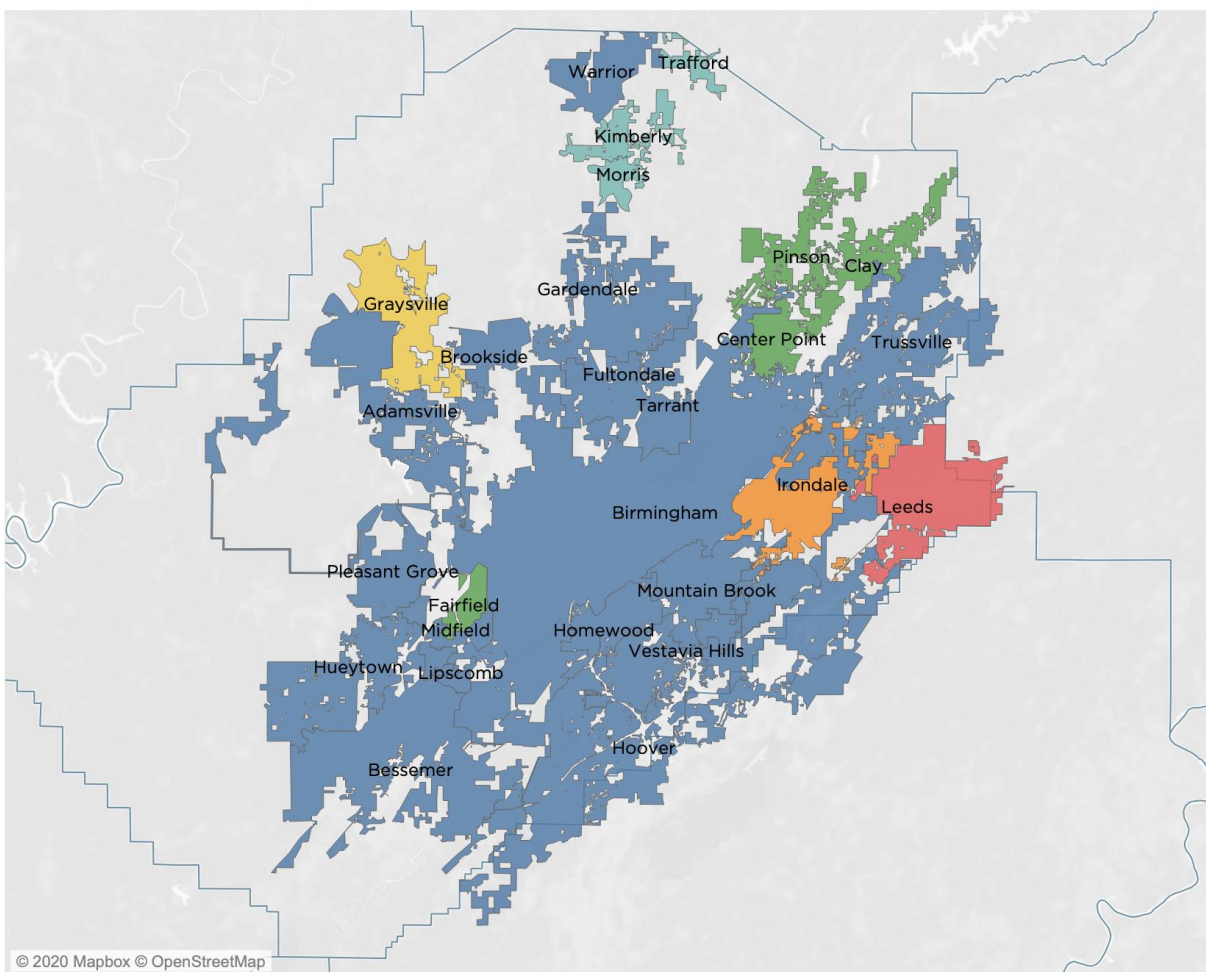 Warrior
Trafford
Kimberly
Morris
Pinson
Clay
Gardendale
Graysville
Center Point
Trussville
Brookside
Fultondale
Tarrant
Adamsville
Irondale
Leeds
Birmingham
Pleasant Grove
Mountain Brook
Fairfield
Midfield
Homewood
Vestavia Hills
Hueytown
Lipscomb
Hoover
Bessemer
© 2020 Mapbox © OpenStreetMap